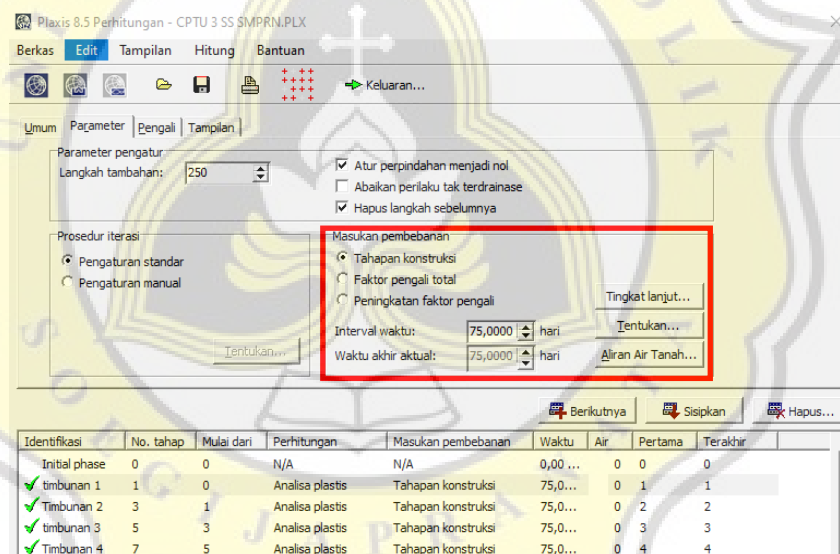 Plaxis 8.5 Perhitungan - CPTU 3 SS SMPRN.PLX
Berkas Edit Tampilan Hitung Bantuan
Keluaran...
Umum Parameter Pengali Tampilan
Parameter pengatur
Langkah tambahan: 250
Atur perpindahan menjadi nol
Abaikan perilaku tak terdrainase
Hapus langkah sebelumnya
Prosedur iterasi
Pengaturan standar
Pengaturan manual
Tentukan...
Masukan pembebanan
Tahapan konstruksi
Faktor pengali total
Peningkatan faktor pengali
Tingkat lanjut...
Interval waktu: 75,0000 hari Tentukan...
Waktu akhir aktual: 75,0000 hari Aliran Air Tanah...
Berikutnya Sisipkan Hapus...
Identifikasi No. tahap Mulai dari Perhitungan Masukan pembebanan Waktu Air Pertama Terakhir
Initial phase 0 0 N/A N/A 0,00 ... 0 0 0
timbunan 1 1 0 Analisa plastis Tahapan konstruksi 75,0... 0 1 1
Timbunan 2 3 1 Analisa plastis Tahapan konstruksi 75,0... 0 2 2
timbunan 3 5 3 Analisa plastis Tahapan konstruksi 75,0... 0 3 3
Timbunan 4 7 5 Analisa plastis Tahapan konstruksi 75,0... 0 4 4
SOEGIJAPRANATA